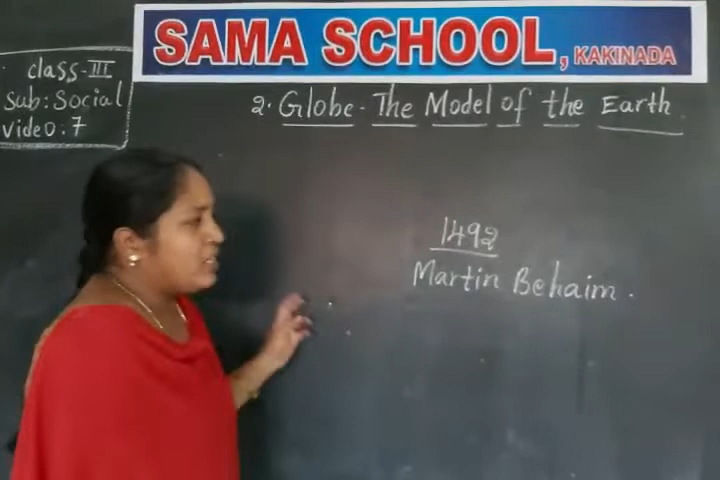 SAMA SCHOOL, KAKINADA
class-III
Sub: Social
Video: 7
2. Globe - The Model of the Earth
1492
Martin Behaim.